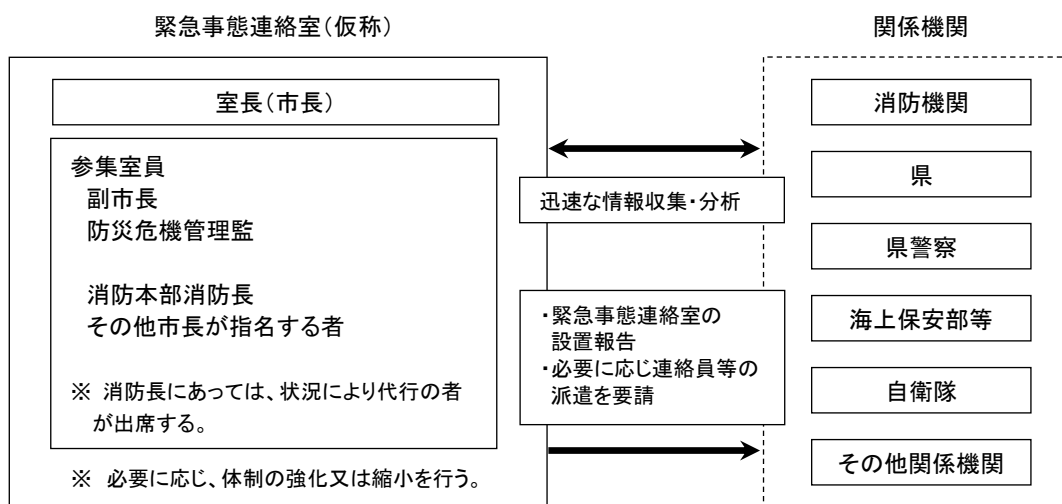 緊急事態連絡室(仮称)
室長(市長)
参集室員
副市長
防災危機管理監
消防本部消防長
その他市長が指名する者
※ 消防長にあっては、状況により代行の者
が出席する。
※ 必要に応じ、体制の強化又は縮小を行う。
迅速な情報収集・分析
・緊急事態連絡室の
設置報告
・必要に応じ連絡員等の
派遣を要請
関係機関
消防機関
県
県警察
海上保安部等
自衛隊
その他関係機関